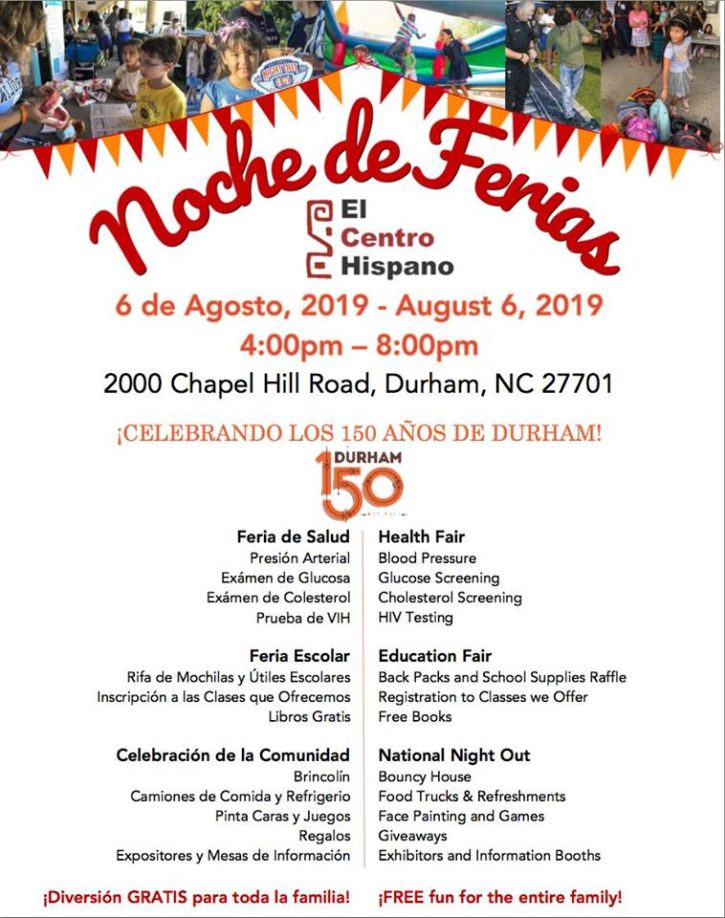 Noche de Ferias
El
Centro
Hispano
6 de Agosto, 2019 - August 6, 2019
4:00pm – 8:00pm
2000 Chapel Hill Road, Durham, NC 27701
¡CELEBRANDO LOS 150 AÑOS DE DURHAM!
DURHAM
150
Feria de Salud
Presión Arterial
Exámen de Glucosa
Exámen de Colesterol
Prueba de VIH
Health Fair
Blood Pressure
Glucose Screening
Cholesterol Screening
HIV Testing
Feria Escolar
Rifa de Mochilas y Útiles Escolares
Inscripción a las Clases que Ofrecemos
Libros Gratis
Education Fair
Back Packs and School Supplies Raffle
Registration to Classes we Offer
Free Books
Celebración de la Comunidad
Brincolín
Camiones de Comida y Refrigerio
Pinta Caras y Juegos
Regalos
Expositores y Mesas de Información
National Night Out
Bouncy House
Food Trucks & Refreshments
Face Painting and Games
Giveaways
Exhibitors and Information Booths
¡Diversión GRATIS para toda la familia!
¡FREE fun for the entire family!